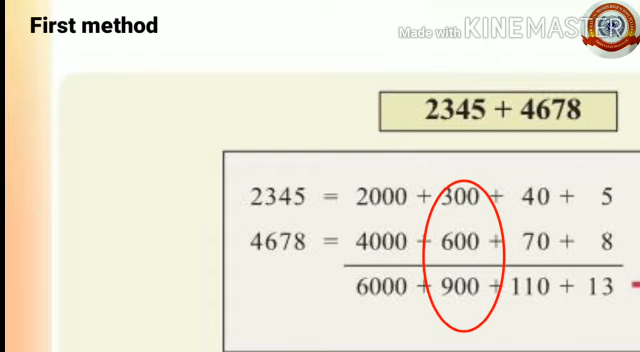 First method
Made with KINEMASTER
2345 + 4678
2345 = 2000 + 300 + 40 + 5
4678 = 4000 + 600 + 70 + 8
6000 + 900 + 110 + 13